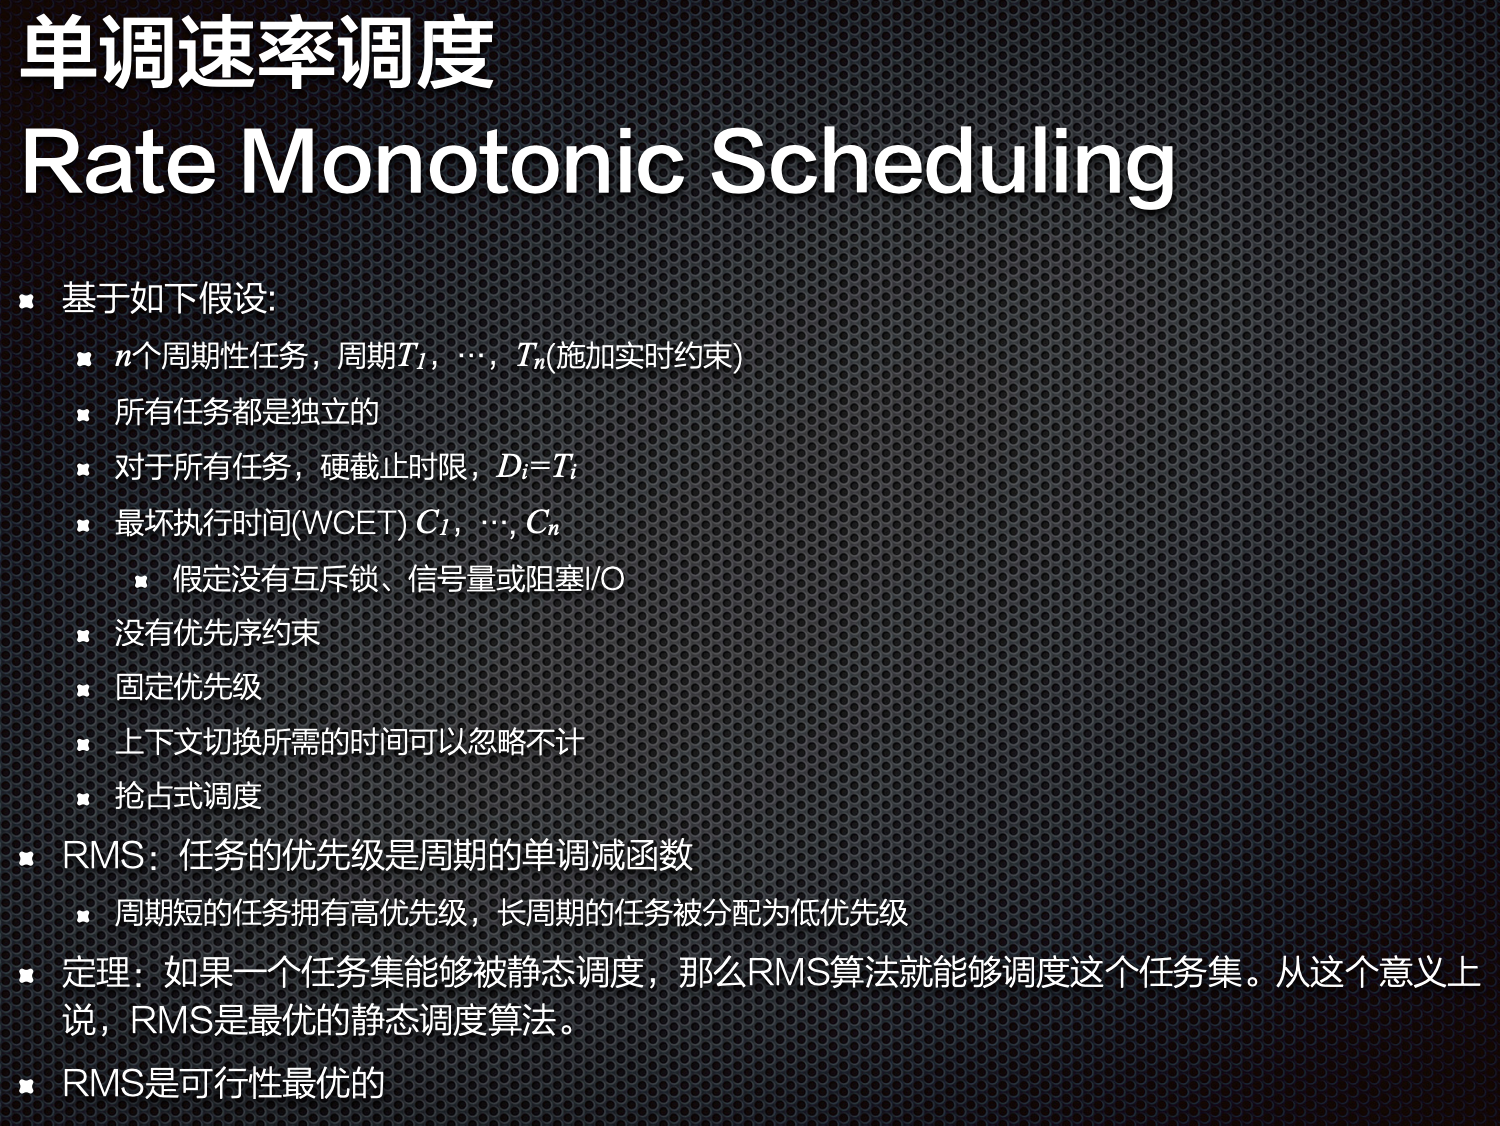 单调速率调度
Rate Monotonic Scheduling
基于如下假设:
n个周期性任务，周期T₁，…，Tₙ(施加实时约束)
所有任务都是独立的
对于所有任务，硬截止时限，Dᵢ=Tᵢ
最坏执行时间(WCET) C₁，…, Cₙ
假定没有互斥锁、信号量或阻塞I/O
没有优先序约束
固定优先级
上下文切换所需的时间可以忽略不计
抢占式调度
RMS：任务的优先级是周期的单调减函数
周期短的任务拥有高优先级，长周期的任务被分配为低优先级
定理：如果一个任务集能够被静态调度，那么RMS算法就能够调度这个任务集。从这个意义上
说，RMS是最优的静态调度算法。
RMS是可行性最优的